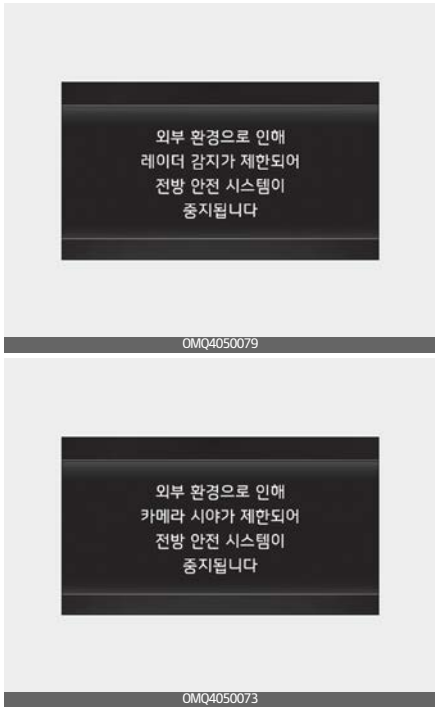 외부 환경으로 인해
레이더 감지가 제한되어
전방 안전 시스템이
중지됩니다
OMQ4050079
외부 환경으로 인해
카메라 시야가 제한되어
전방 안전 시스템이
중지됩니다
OMQ4050073